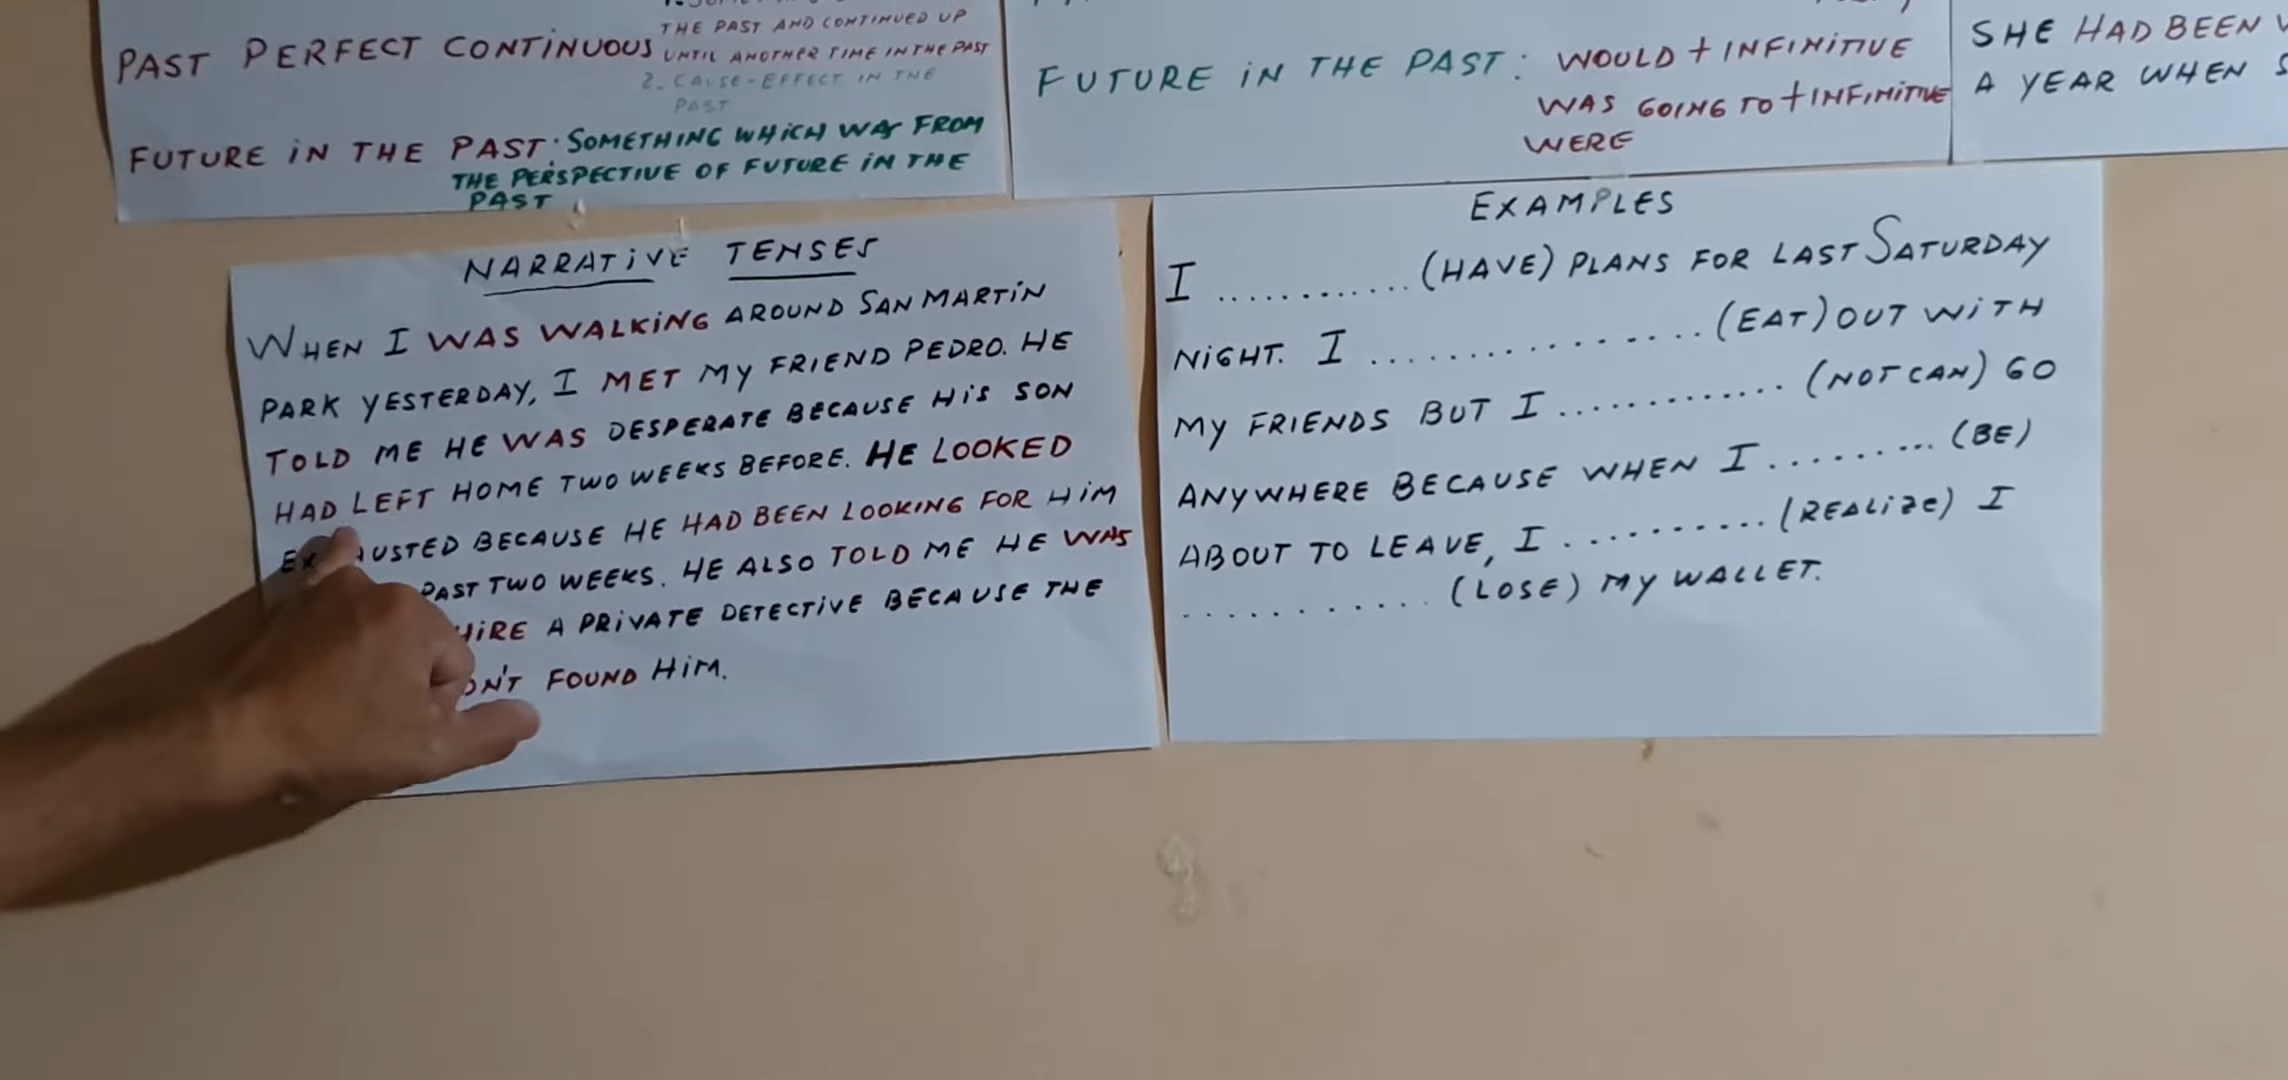 THE PAST AND CONTINUED UP
PAST PERFECT CONTINUOUS UNTIL ANOTHER TIME IN THE PAST
2. CAUSE-EFFECT IN THE
PAST
FUTURE IN THE PAST: SOMETHING WHICH WAS FROM
THE PERSPECTIVE OF FUTURE IN THE
PAST
FUTURE IN THE PAST: WOULD + INFINITIVE
WAS GOING TO + INFINITIVE
WERE
SHE HAD BEEN
A YEAR WHEN
NARRATIVE TENSES
WHEN I WAS WALKING AROUND SAN MARTIN
PARK YESTERDAY, I MET MY FRIEND PEDRO. HE
TOLD ME HE WAS DESPERATE BECAUSE HIS SON
HAD LEFT HOME TWO WEEKS BEFORE. HE LOOKED
BECAUSE HE HAD BEEN LOOKING FOR HIM
PAST TWO WEEKS. HE ALSO TOLD ME HE WAS
HIRE A PRIVATE DETECTIVE BECAUSE THE
FOUND HIM.
EXAMPLES
I ............ (HAVE) PLANS FOR LAST SATURDAY
NIGHT. I ................ (EAT) OUT WITH
MY FRIENDS BUT I ............. (NOT CAN) GO
ANYWHERE BECAUSE WHEN I ......... (BE)
ABOUT TO LEAVE, I .......... (REALIZE) I
............ (LOSE) MY WALLET.